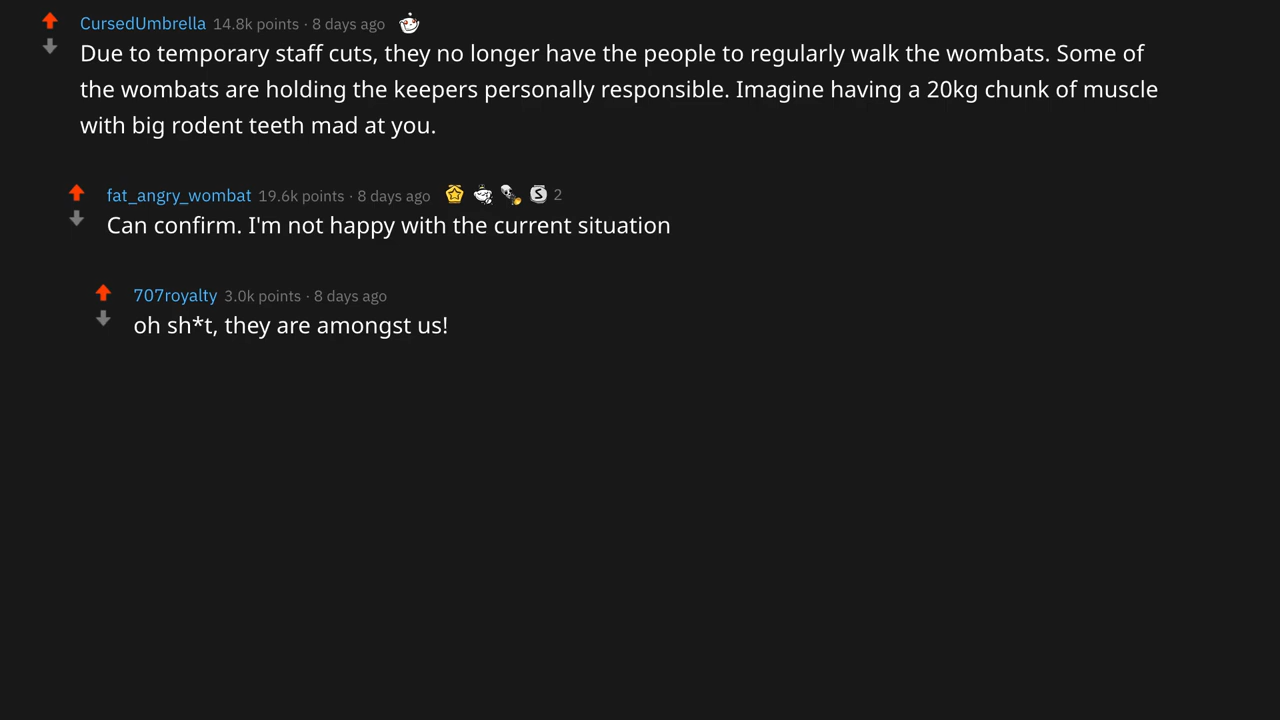 CursedUmbrella 14.8k points · 8 days ago
Due to temporary staff cuts, they no longer have the people to regularly walk the wombats. Some of
the wombats are holding the keepers personally responsible. Imagine having a 20kg chunk of muscle
with big rodent teeth mad at you.
fat_angry_wombat 19.6k points · 8 days ago S 2
Can confirm. I'm not happy with the current situation
707royalty 3.0k points · 8 days ago
oh sh*t, they are amongst us!